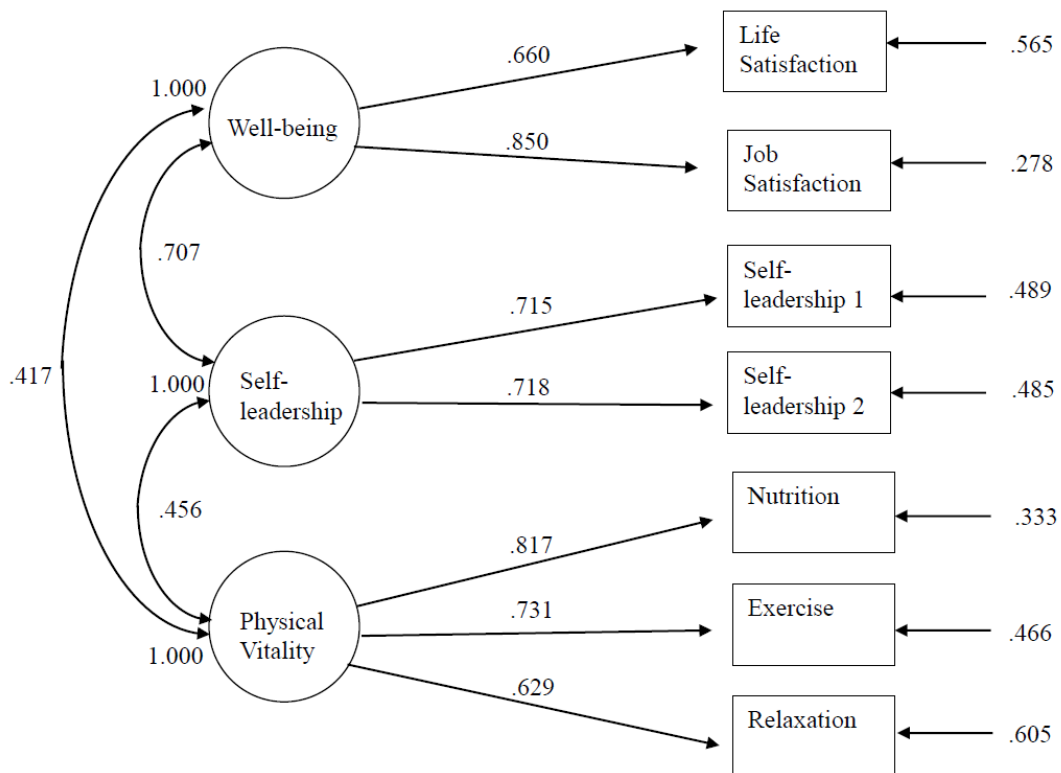 Life
Satisfaction
.565
.660
1.000
Well-being
.850
Job
Satisfaction
.278
.707
Self-
leadership 1
.489
.715
.417
1.000
Self-
leadership
.718
Self-
leadership 2
.485
.456
Nutrition
.333
.817
Physical
Vitality
1.000
.731
Exercise
.466
.629
Relaxation
.605